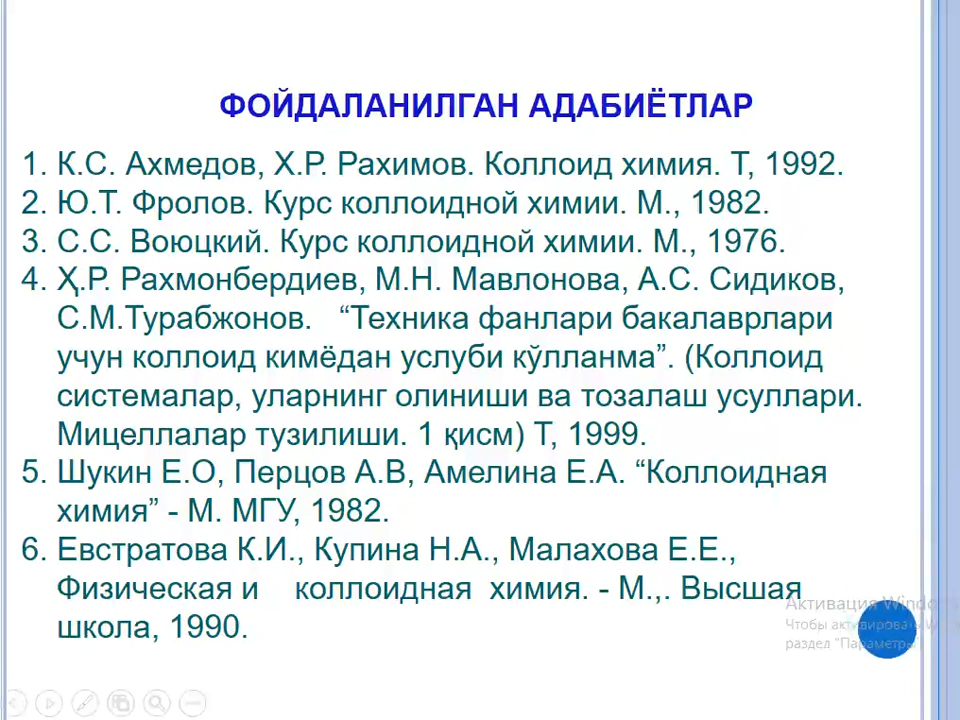 ФОЙДАЛАНИЛГАН АДАБИЁТЛАР
1. К.С. Ахмедов, Х.Р. Рахимов. Коллоид химия. Т, 1992.
2. Ю.Т. Фролов. Курс коллоидной химии. М., 1982.
3. С.С. Воюцкий. Курс коллоидной химии. М., 1976.
4. Ҳ.Р. Рахмонбердиев, М.Н. Мавлонова, А.С. Сидиков,
С.М.Турабжонов. “Техника фанлари бакалаврлари
учун коллоид кимёдан услуби кўлланма”. (Коллоид
системалар, уларнинг олиниши ва тозалаш усуллари.
Мицеллалар тузилиши. 1 қисм) Т, 1999.
5. Шукин Е.О, Перцов А.В, Амелина Е.А. “Коллоидная
химия” - М. МГУ, 1982.
6. Евстратова К.И., Купина Н.А., Малахова Е.Е.,
Физическая и коллоидная химия. - М.,. Высшая
школа, 1990.
Активация Windo
Чтобы активировать W
раздел "Параметры"